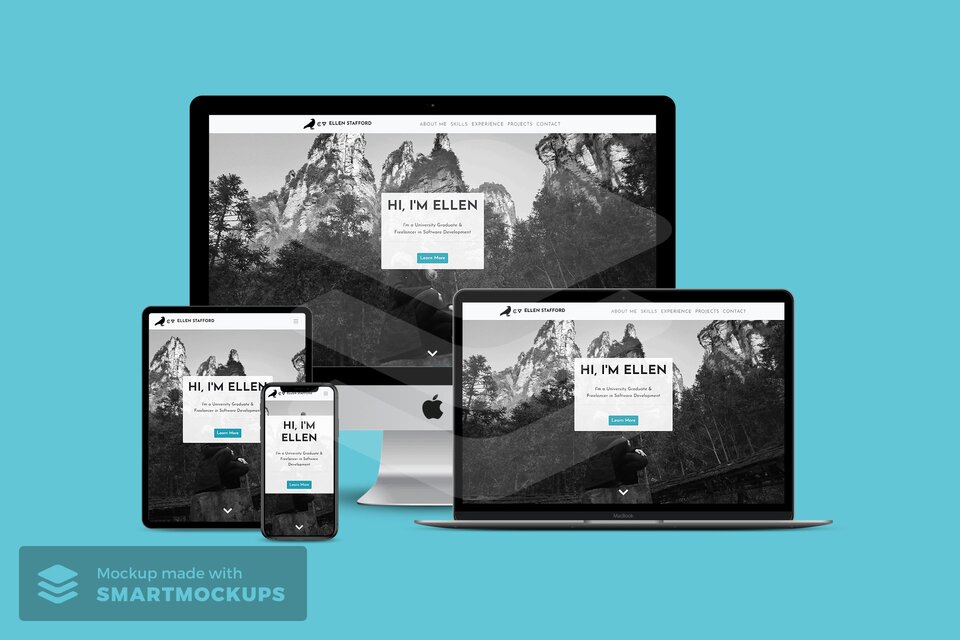 ELLEN STAFFORD
ABOUT ME SKILLS EXPERIENCE PROJECTS CONTACT
HI, I'M ELLEN
I'm a University Graduate &
Freelancer in Software Development
Learn More
ELLEN STAFFORD
HI, I'M ELLEN
I'm a University Graduate &
Freelancer in Software Development
Learn More
ELLEN STAFFORD
HI, I'M
ELLEN
I'm a University Graduate &
Freelancer in Software
Development
Learn More
ELLEN STAFFORD
ABOUT ME SKILLS EXPERIENCE PROJECTS CONTACT
HI, I'M ELLEN
I'm a University Graduate &
Freelancer in Software Development
Learn More
MacBook
Mockup made with
SMARTMOCKUPS